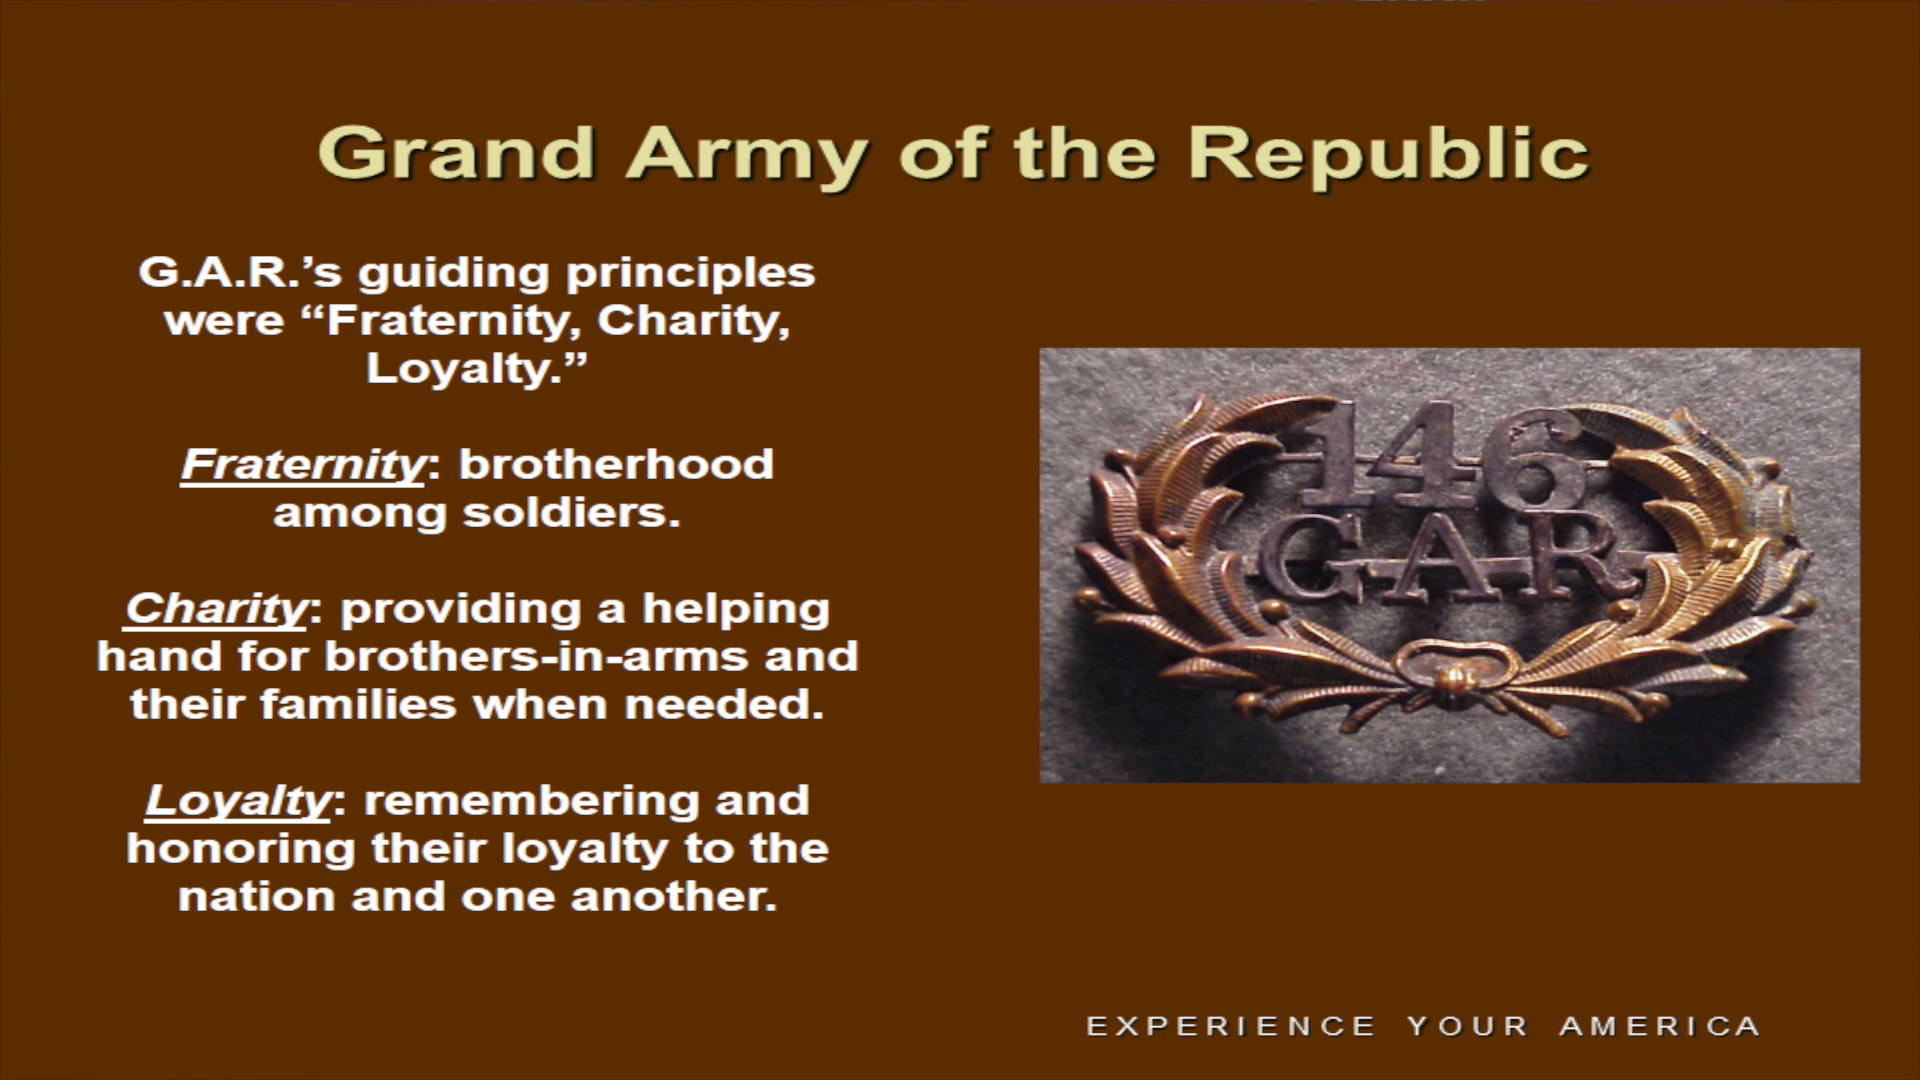 Grand Army of the Republic
G.A.R.’s guiding principles
were “Fraternity, Charity,
Loyalty.”
Fraternity: brotherhood
among soldiers.
Charity: providing a helping
hand for brothers-in-arms and
their families when needed.
Loyalty: remembering and
honoring their loyalty to the
nation and one another.
146
GAR
EXPERIENCE YOUR AMERICA